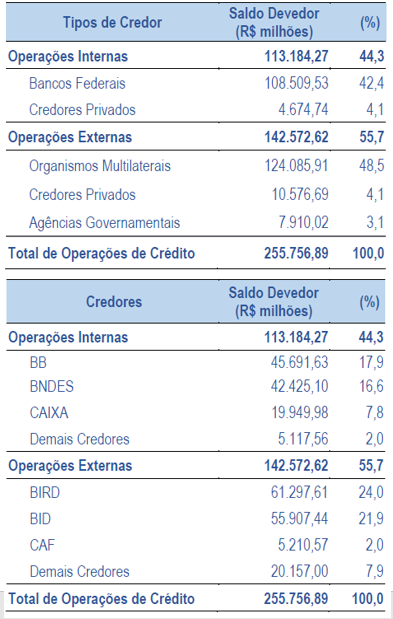 Tipos de Credor Saldo Devedor (%)
(R$ milhões)
Operações Internas 113.184,27 44,3
Bancos Federais 108.509,53 42,4
Credores Privados 4.674,74 4,1
Operações Externas 142.572,62 55,7
Organismos Multilaterais 124.085,91 48,5
Credores Privados 10.576,69 4,1
Agências Governamentais 7.910,02 3,1
Total de Operações de Crédito 255.756,89 100,0
Credores Saldo Devedor (%)
(R$ milhões)
Operações Internas 113.184,27 44,3
BB 45.691,63 17,9
BNDES 42.425,10 16,6
CAIXA 19.949,98 7,8
Demais Credores 5.117,56 2,0
Operações Externas 142.572,62 55,7
BIRD 61.297,61 24,0
BID 55.907,44 21,9
CAF 5.210,57 2,0
Demais Credores 20.157,00 7,9
Total de Operações de Crédito 255.756,89 100,0